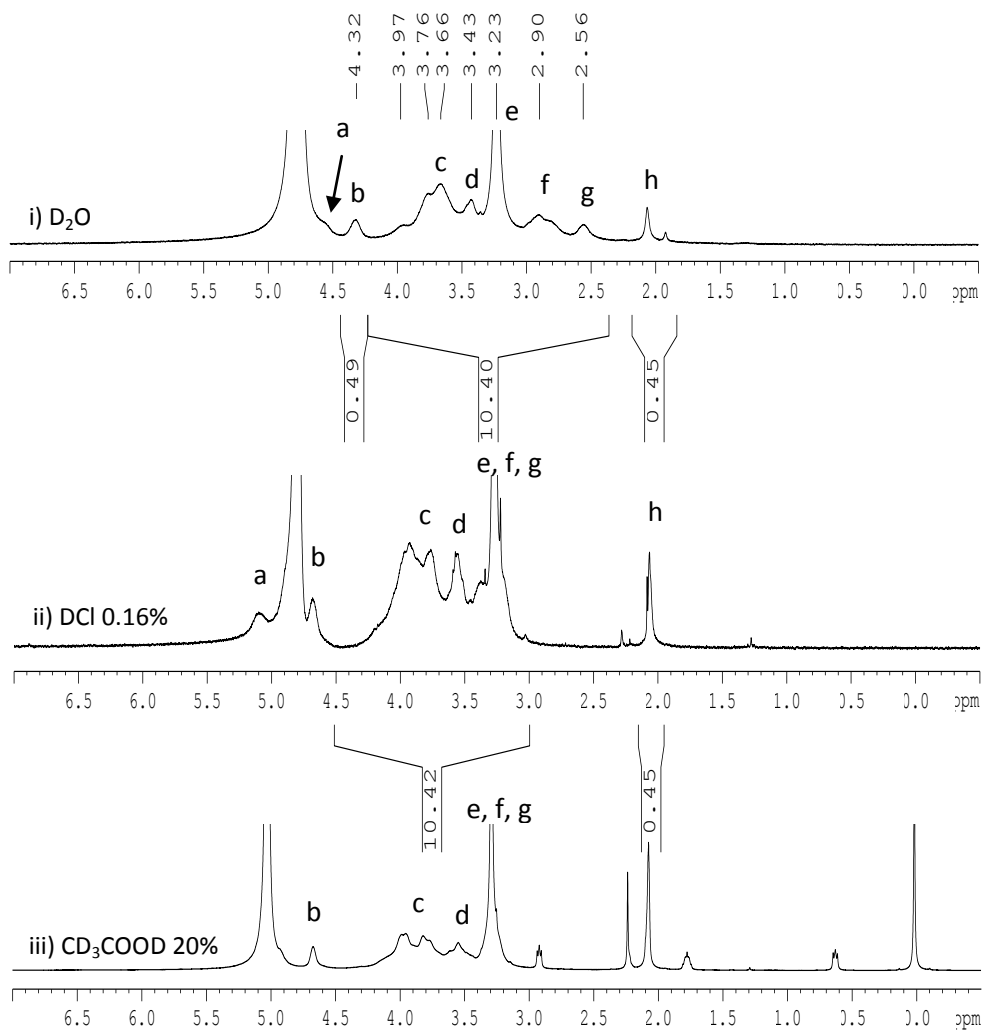 4.32 3.97 3.76 3.66 3.43 3.23 2.90 2.56
e
a
c
d
f
h
b
g
i) D₂O
6.5 6.0 5.5 5.0 4.5 4.0 3.5 3.0 2.5 2.0 1.5 1.0 0.5 0.0 ppm
0.49 10.40 0.45
e, f, g
c
d
h
b
a
ii) DCl 0.16%
6.5 6.0 5.5 5.0 4.5 4.0 3.5 3.0 2.5 2.0 1.5 1.0 0.5 0.0 ppm
10.42 0.45
e, f, g
c
b
d
iii) CD₃COOD 20%
6.5 6.0 5.5 5.0 4.5 4.0 3.5 3.0 2.5 2.0 1.5 1.0 0.5 0.0 ppm